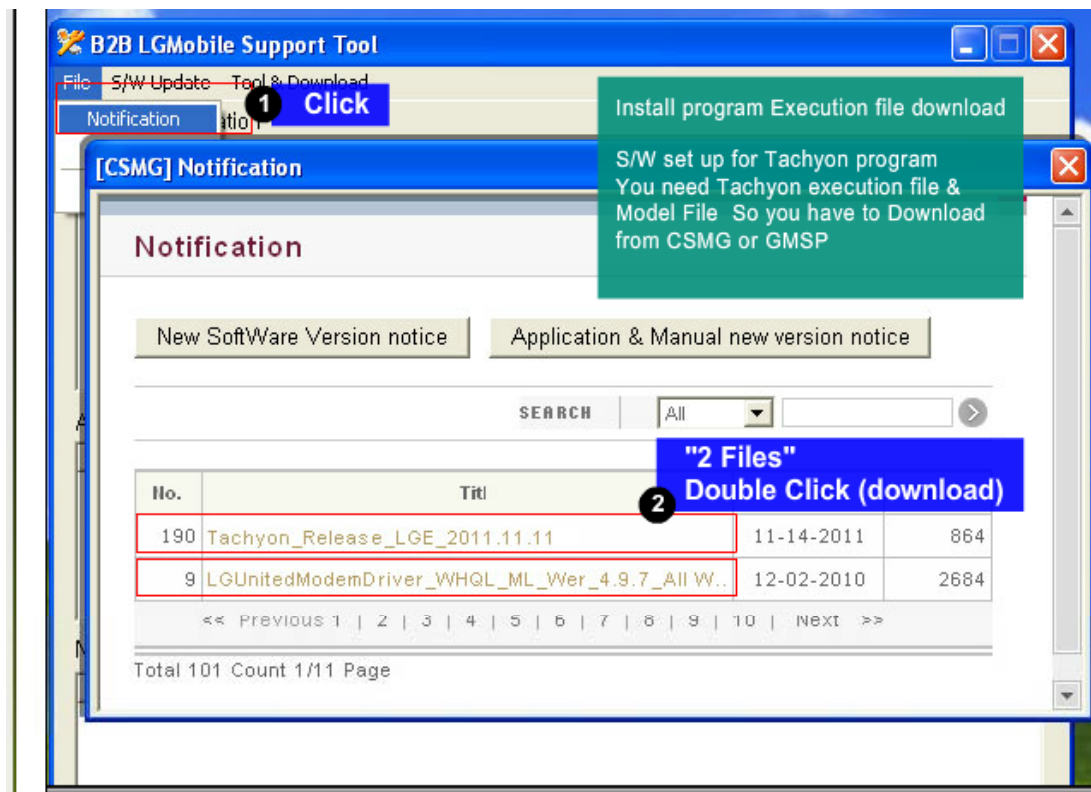 B2B LGMobile Support Tool
File S/W Update Tool & Download
Notification
1 Click
Install program Execution file download
S/W set up for Tachyon program
You need Tachyon execution file &
Model File So you have to Download
from CSMG or GMSP
[CSMG] Notification
Notification
New SoftWare Version notice
Application & Manual new version notice
SEARCH All
"2 Files"
Double Click (download)
2
No. Titl
190 Tachyon_Release_LGE_2011.11.11 11-14-2011 864
9 LGUnitedModemDriver_WHQL_ML_Wer_4.9.7_All W.. 12-02-2010 2684
<< Previous 1 | 2 | 3 | 4 | 5 | 6 | 7 | 8 | 9 | 10 | Next >>
Total 101 Count 1/11 Page